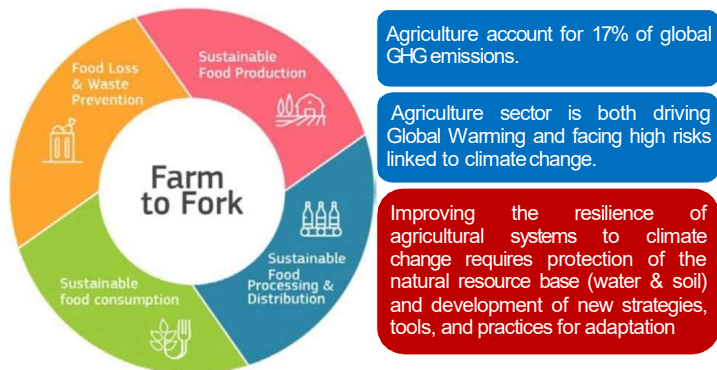 Food Loss
& Waste
Prevention
Sustainable
Food Production
Farm
to Fork
Sustainable
Food
Processing &
Distribution
Sustainable
food consumption
Agriculture account for 17% of global
GHG emissions.
Agriculture sector is both driving
Global Warming and facing high risks
linked to climate change.
Improving the resilience of
agricultural systems to climate
change requires protection of the
natural resource base (water & soil)
and development of new strategies,
tools, and practices for adaptation